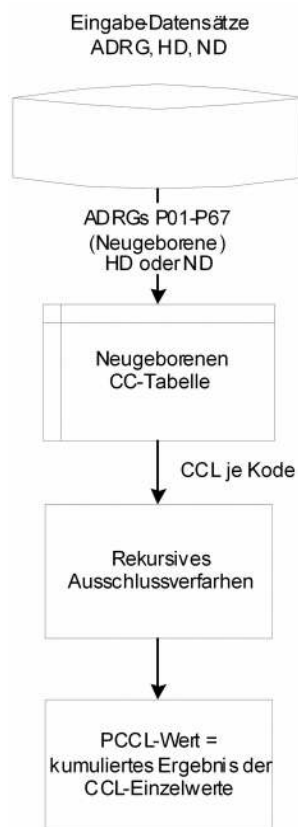 Eingabe-Datensätze
ADRG, HD, ND
ADRGs P01-P67
(Neugeborene)
HD oder ND
Neugeborenen
CC-Tabelle
CCL je Kode
Rekursives
Ausschlussverfarhen
PCCL-Wert =
kumuliertes Ergebnis der
CCL-Einzelwerte